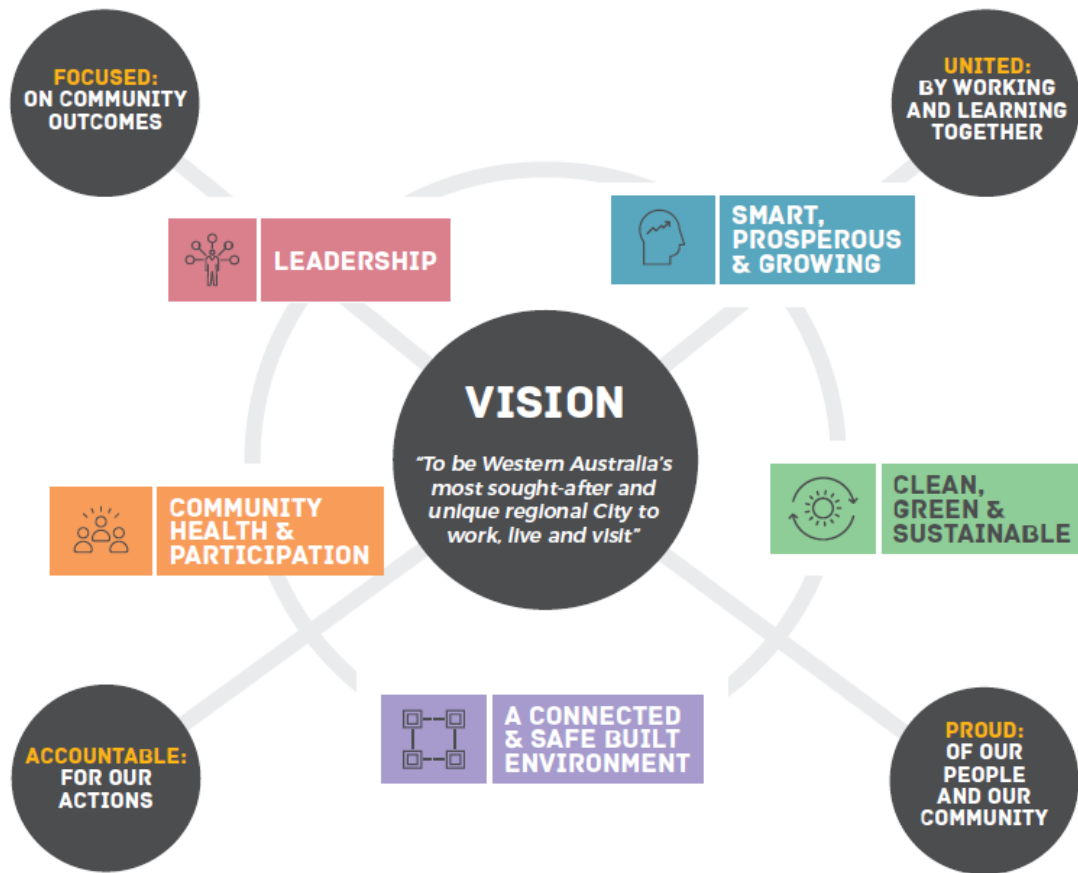 FOCUSED:
ON COMMUNITY
OUTCOMES
UNITED:
BY WORKING
AND LEARNING
TOGETHER
LEADERSHIP
SMART,
PROSPEROUS
& GROWING
VISION
“To be Western Australia’s
most sought-after and
unique regional City to
work, live and visit”
COMMUNITY
HEALTH &
PARTICIPATION
CLEAN,
GREEN &
SUSTAINABLE
A CONNECTED
& SAFE BUILT
ENVIRONMENT
ACCOUNTABLE:
FOR OUR
ACTIONS
PROUD:
OF OUR
PEOPLE
AND OUR
COMMUNITY